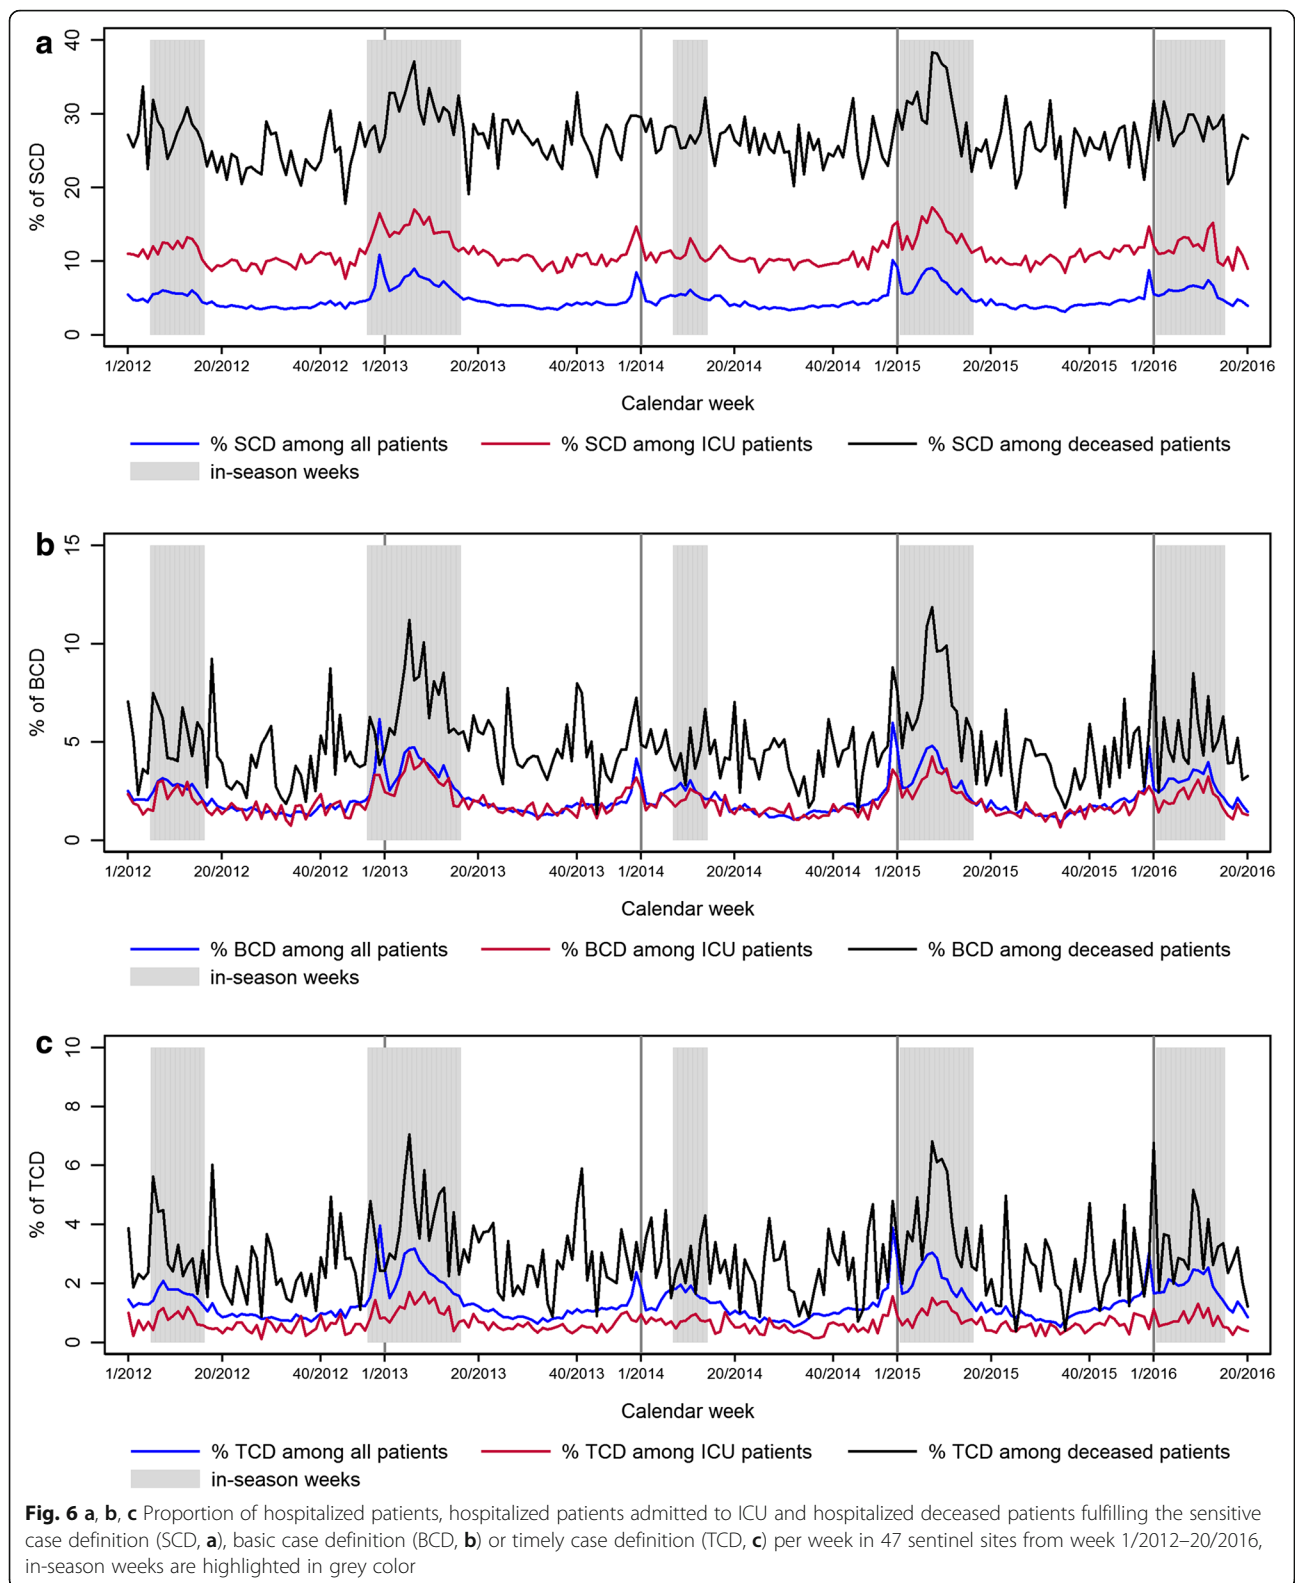 a
% of SCD
40
30
20
10
0
1/2012 20/2012 40/2012 1/2013 20/2013 40/2013 1/2014 20/2014 40/2014 1/2015 20/2015 40/2015 1/2016 20/2016
Calendar week
% SCD among all patients % SCD among ICU patients % SCD among deceased patients
in-season weeks
b
% of BCD
15
10
5
0
1/2012 20/2012 40/2012 1/2013 20/2013 40/2013 1/2014 20/2014 40/2014 1/2015 20/2015 40/2015 1/2016 20/2016
Calendar week
% BCD among all patients % BCD among ICU patients % BCD among deceased patients
in-season weeks
c
% of TCD
10
8
6
4
2
0
1/2012 20/2012 40/2012 1/2013 20/2013 40/2013 1/2014 20/2014 40/2014 1/2015 20/2015 40/2015 1/2016 20/2016
Calendar week
% TCD among all patients % TCD among ICU patients % TCD among deceased patients
in-season weeks
Fig. 6 a, b, c Proportion of hospitalized patients, hospitalized patients admitted to ICU and hospitalized deceased patients fulfilling the sensitive
case definition (SCD, a), basic case definition (BCD, b) or timely case definition (TCD, c) per week in 47 sentinel sites from week 1/2012–20/2016,
in-season weeks are highlighted in grey color